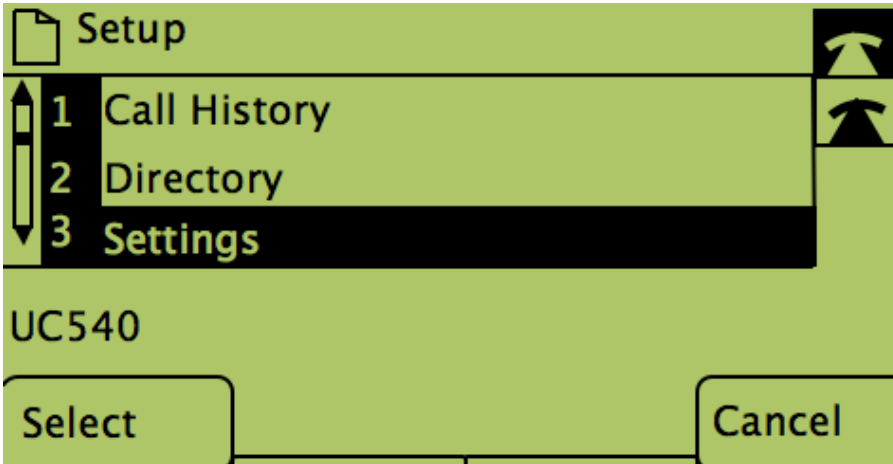 Setup
1 Call History
2 Directory
3 Settings
UC540
Select Cancel